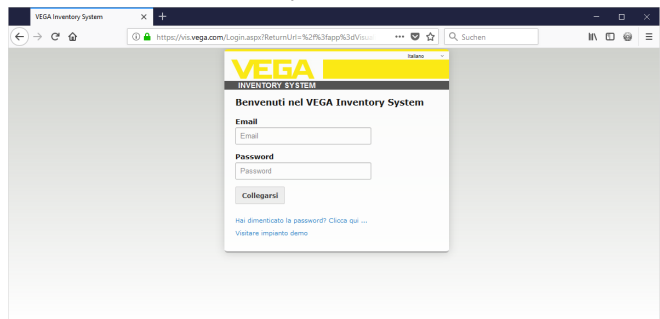 VEGA Inventory System
https://vis.vega.com/Login.aspx?ReturnUrl=%2f%3fapp%3dVisua
Suchen
Italiano
VEGA
INVENTORY SYSTEM
Benvenuti nel VEGA Inventory System
Email
Email
Password
Password
Collegarsi
Hai dimenticato la password? Clicca qui ...
Visitare impianto demo